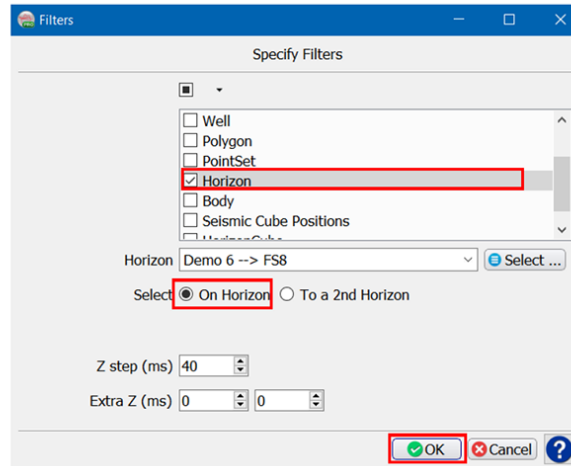 Filters
Specify Filters
Well
Polygon
PointSet
Horizon
Body
Seismic Cube Positions
HorizonCube
Horizon Demo 6 --> FS8 Select ...
Select On Horizon To a 2nd Horizon
Z step (ms) 40
Extra Z (ms) 0 0
OK Cancel ?